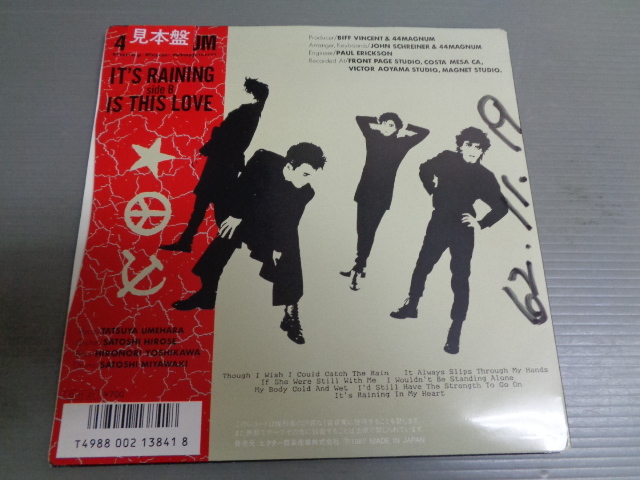 見本盤
4
UM
IT'S RAINING
side B
IS THIS LOVE
TATSUYA UMEHARA
SATOSHI HIROSE
HIRONORI YOSHIKAWA
SATOSHI MIYAWAKI
T4988 002 13841 8
Producer/BIFF VINCENT & 44MAGNUM
Arranger, Keyboards/JOHN SCHREINER & 44MAGNUM
Engineer/PAUL ERICKSON
Recorded At/FRONT PAGE STUDIO, COSTA MESA CA,
VICTOR AOYAMA STUDIO, MAGNET STUDIO.
62.11.19
Though I Wish I Could Catch The Rain It Always Slips Through My Hands
If She Were Still With Me I Wouldn't Be Standing Alone
My Body Cold And Wet I'd Still Have The Strength To Go On
It's Raining In My Heart
MADE IN JAPAN